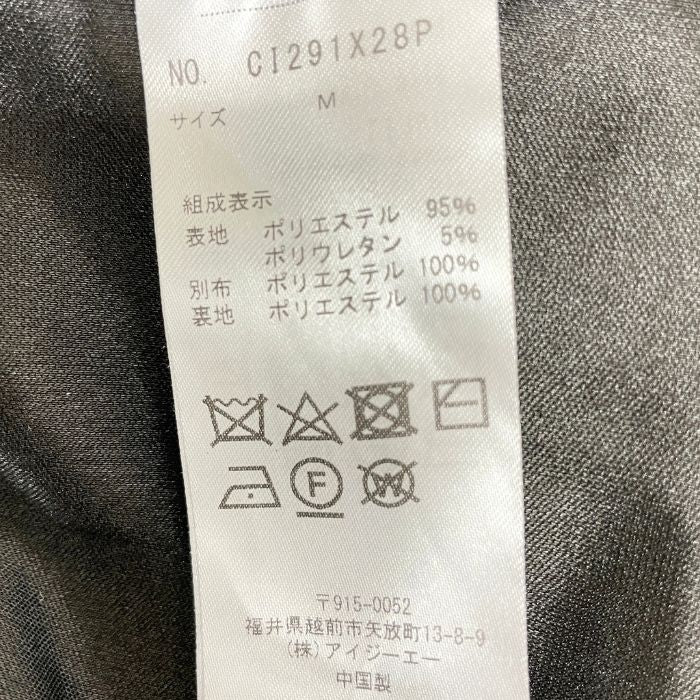 NO. CI291X28P
サイズ M
組成表示
表地 ポリエステル 95%
ポリウレタン 5%
別布 ポリエステル 100%
裏地 ポリエステル 100%
F
W
〒915-0052
福井県越前市矢放町13-8-9
(株)アイジーエー
中国製